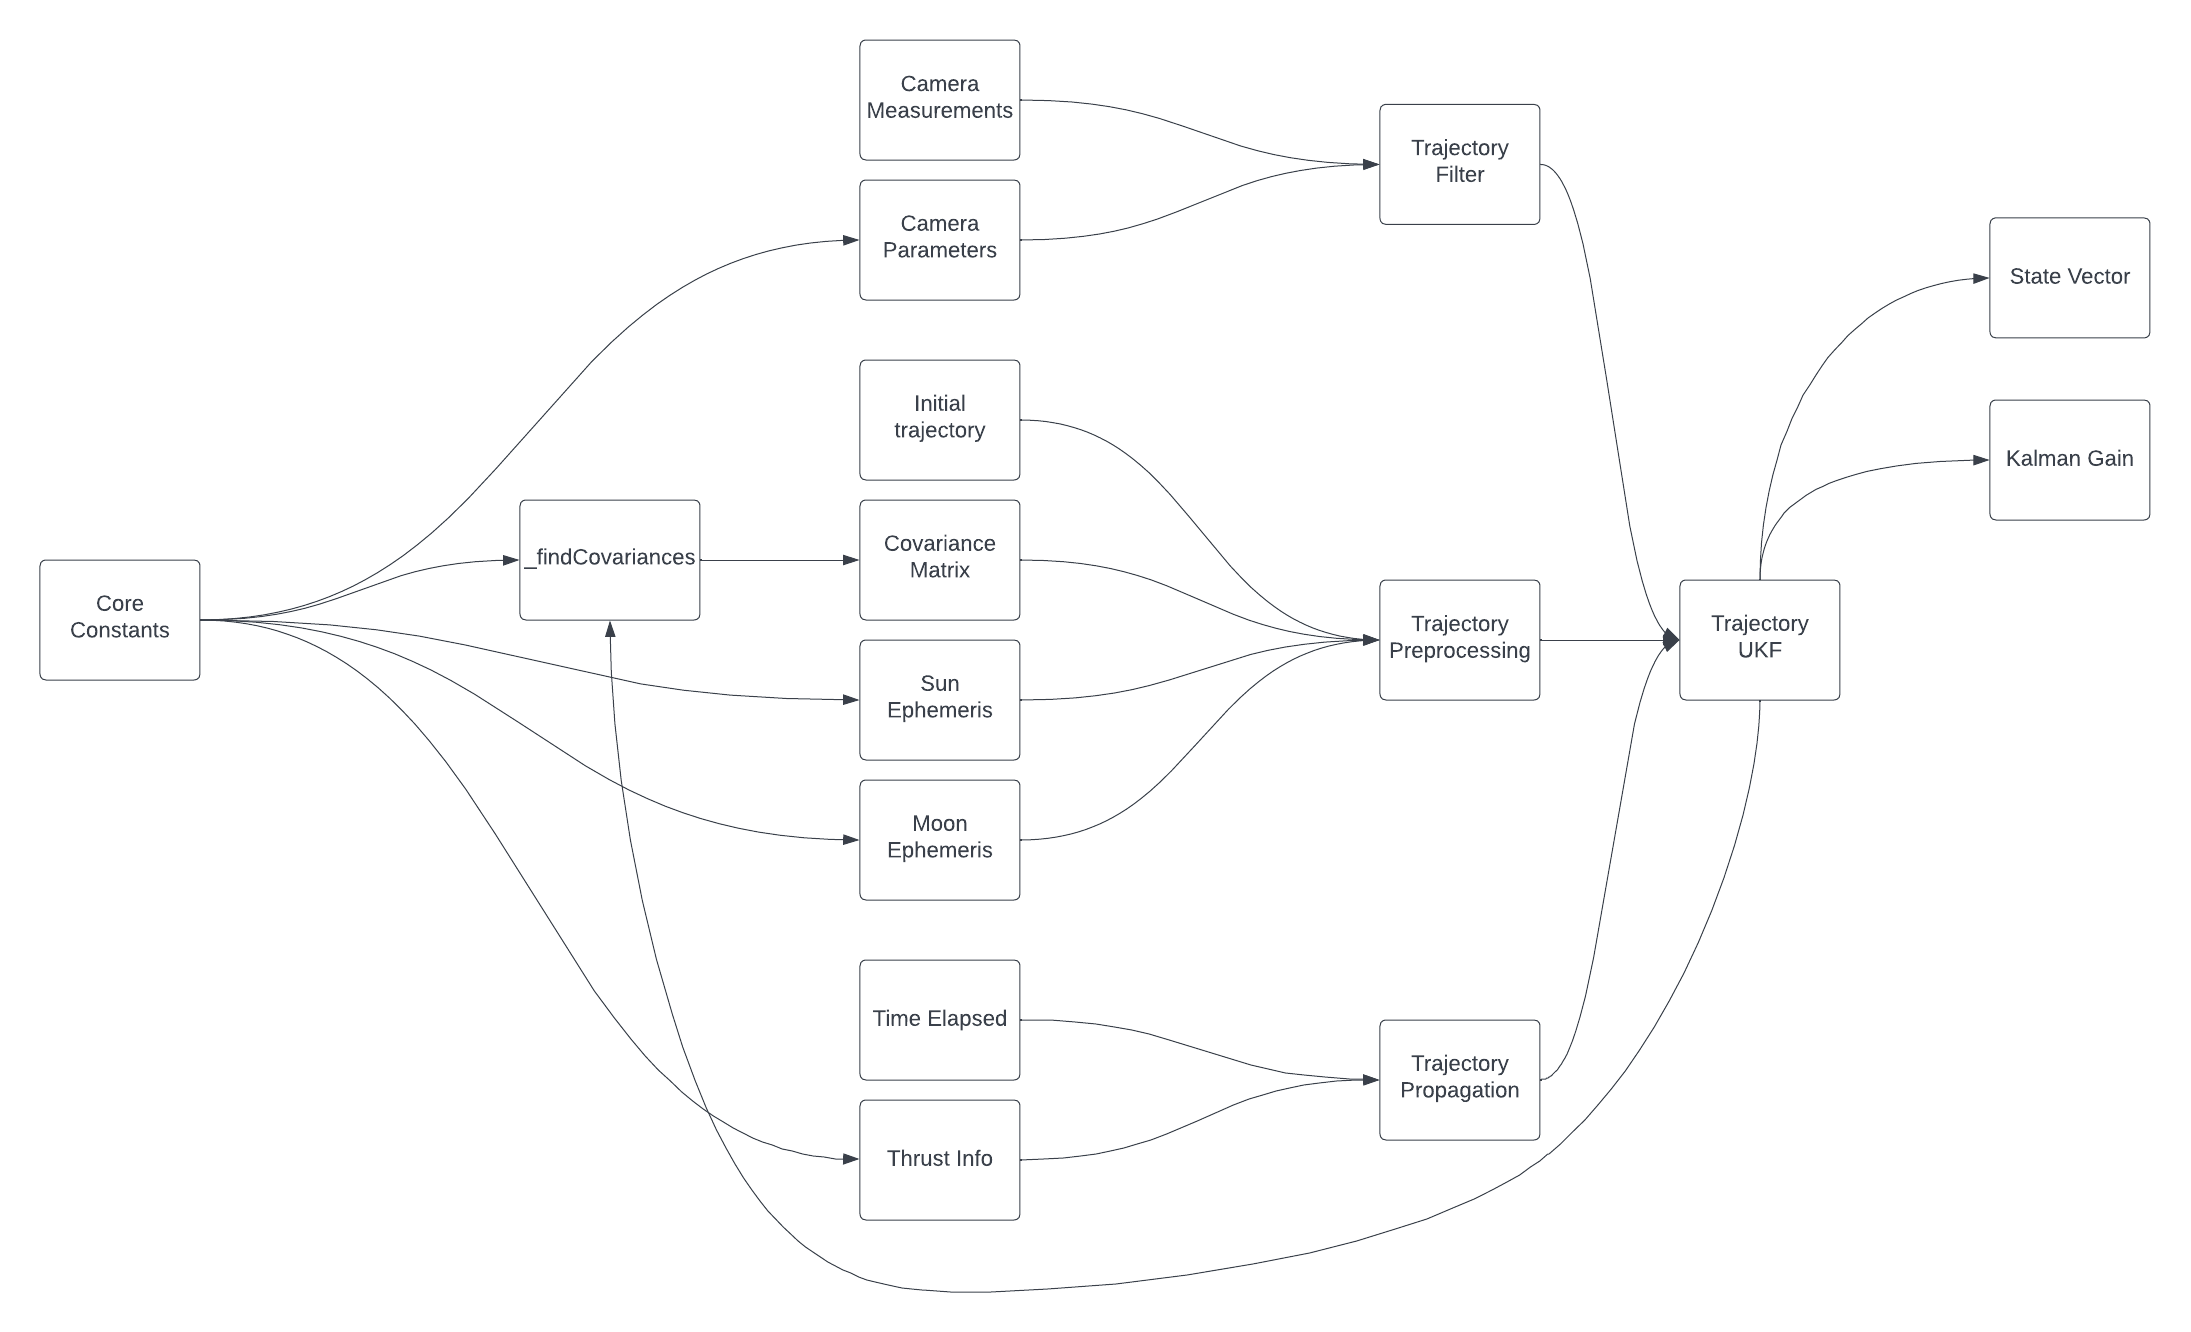 Camera
Measurements
Camera
Parameters
Trajectory
Filter
State Vector
Initial
trajectory
Kalman Gain
Core
Constants
_findCovariances
Covariance
Matrix
Sun
Ephemeris
Moon
Ephemeris
Trajectory
Preprocessing
Trajectory
UKF
Time Elapsed
Thrust Info
Trajectory
Propagation